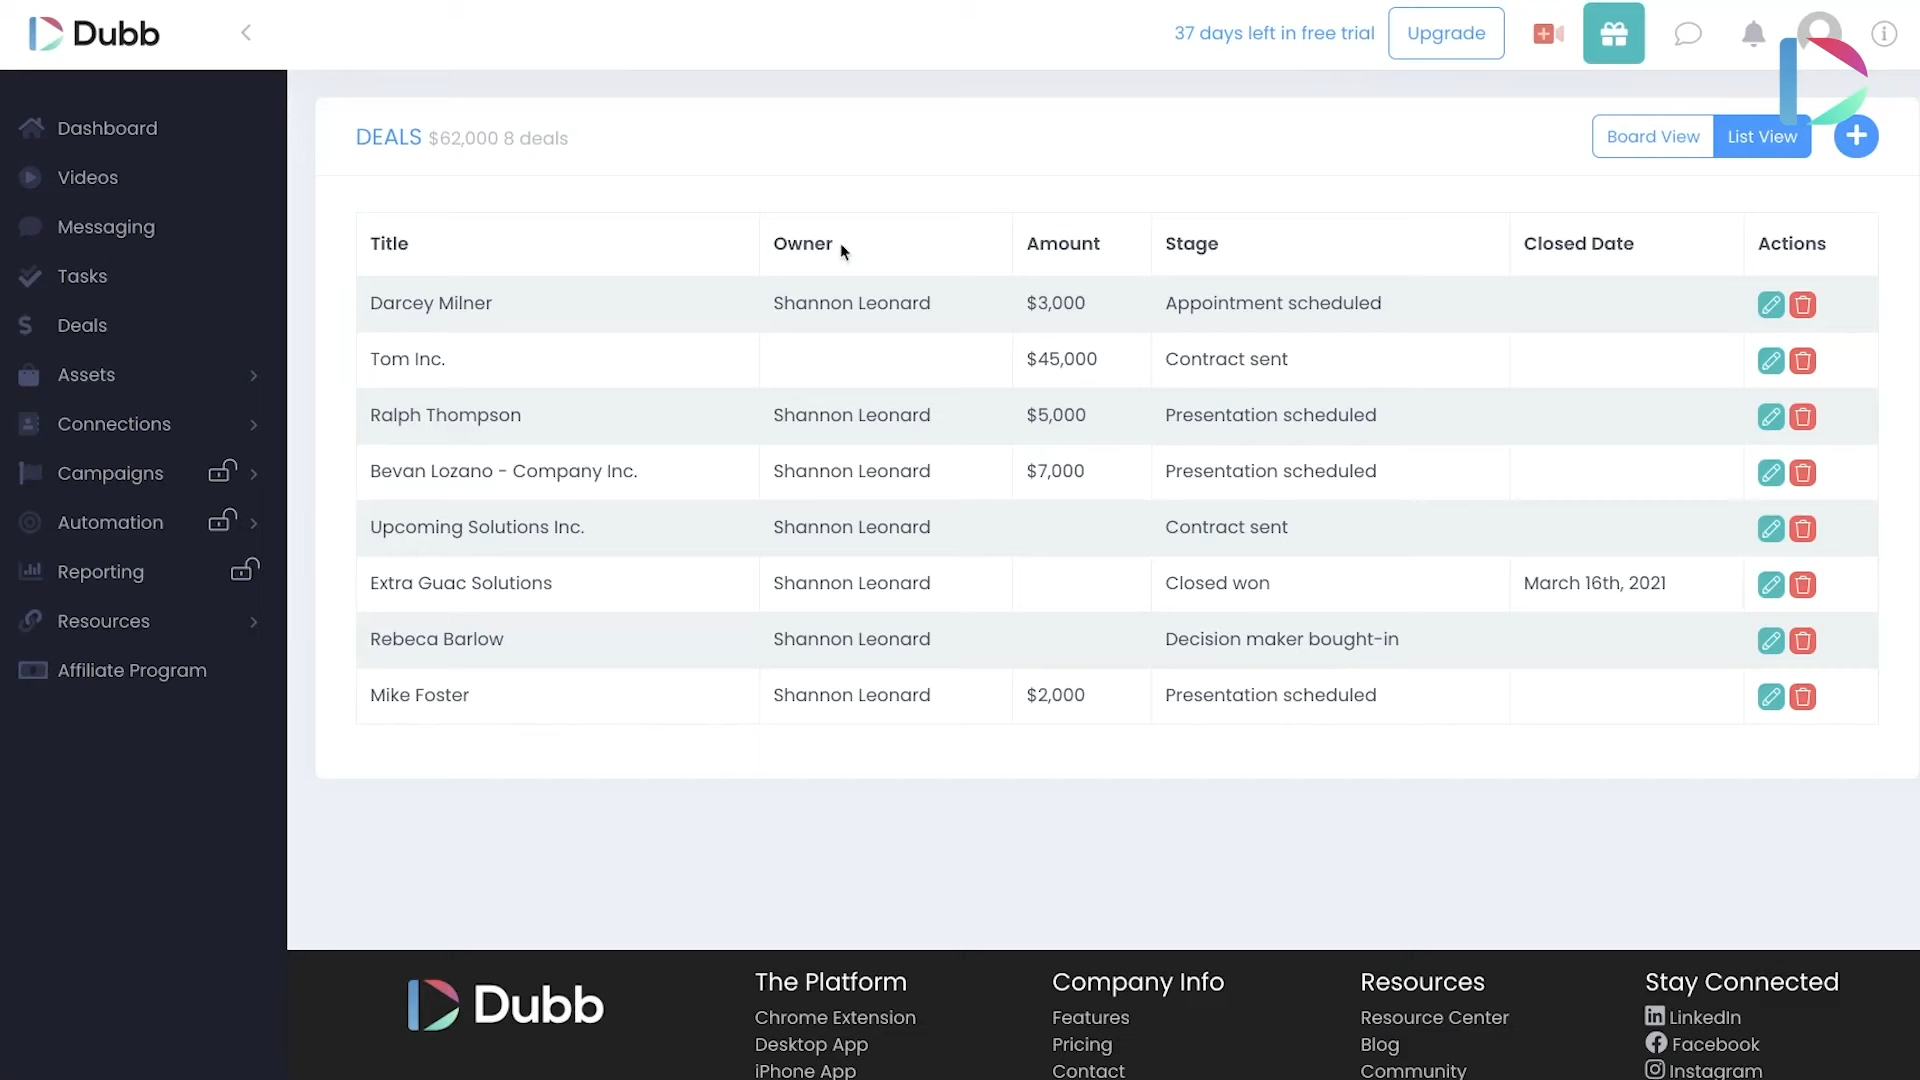 Dubb
37 days left in free trial
Upgrade
Dashboard
Videos
Messaging
Tasks
Deals
Assets
Connections
Campaigns
Automation
Reporting
Resources
Affiliate Program
DEALS $62,000 8 deals
Board View
List View
Title Owner Amount Stage Closed Date Actions
Darcey Milner Shannon Leonard $3,000 Appointment scheduled
Tom Inc. $45,000 Contract sent
Ralph Thompson Shannon Leonard $5,000 Presentation scheduled
Bevan Lozano - Company Inc. Shannon Leonard $7,000 Presentation scheduled
Upcoming Solutions Inc. Shannon Leonard Contract sent
Extra Guac Solutions Shannon Leonard Closed won March 16th, 2021
Rebeca Barlow Shannon Leonard Decision maker bought-in
Mike Foster Shannon Leonard $2,000 Presentation scheduled
Dubb
The Platform
Chrome Extension
Desktop App
iPhone App
Company Info
Features
Pricing
Contact
Resources
Resource Center
Blog
Community
Stay Connected
LinkedIn
Facebook
Instagram